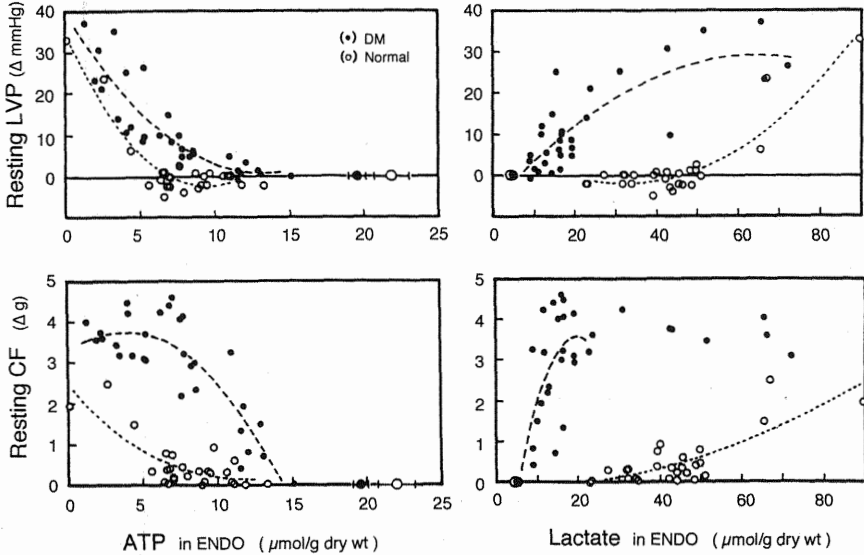 Resting LVP (Δ mmHg)
40
30
20
10
0
(•) DM
(○) Normal
0 5 10 15 20 25
40
30
20
10
0
0 20 40 60 80
Resting CF (Δ g)
5
4
3
2
1
0
0 5 10 15 20 25
ATP in ENDO (μmol/g dry wt)
5
4
3
2
1
0
0 20 40 60 80
Lactate in ENDO (μmol/g dry wt)